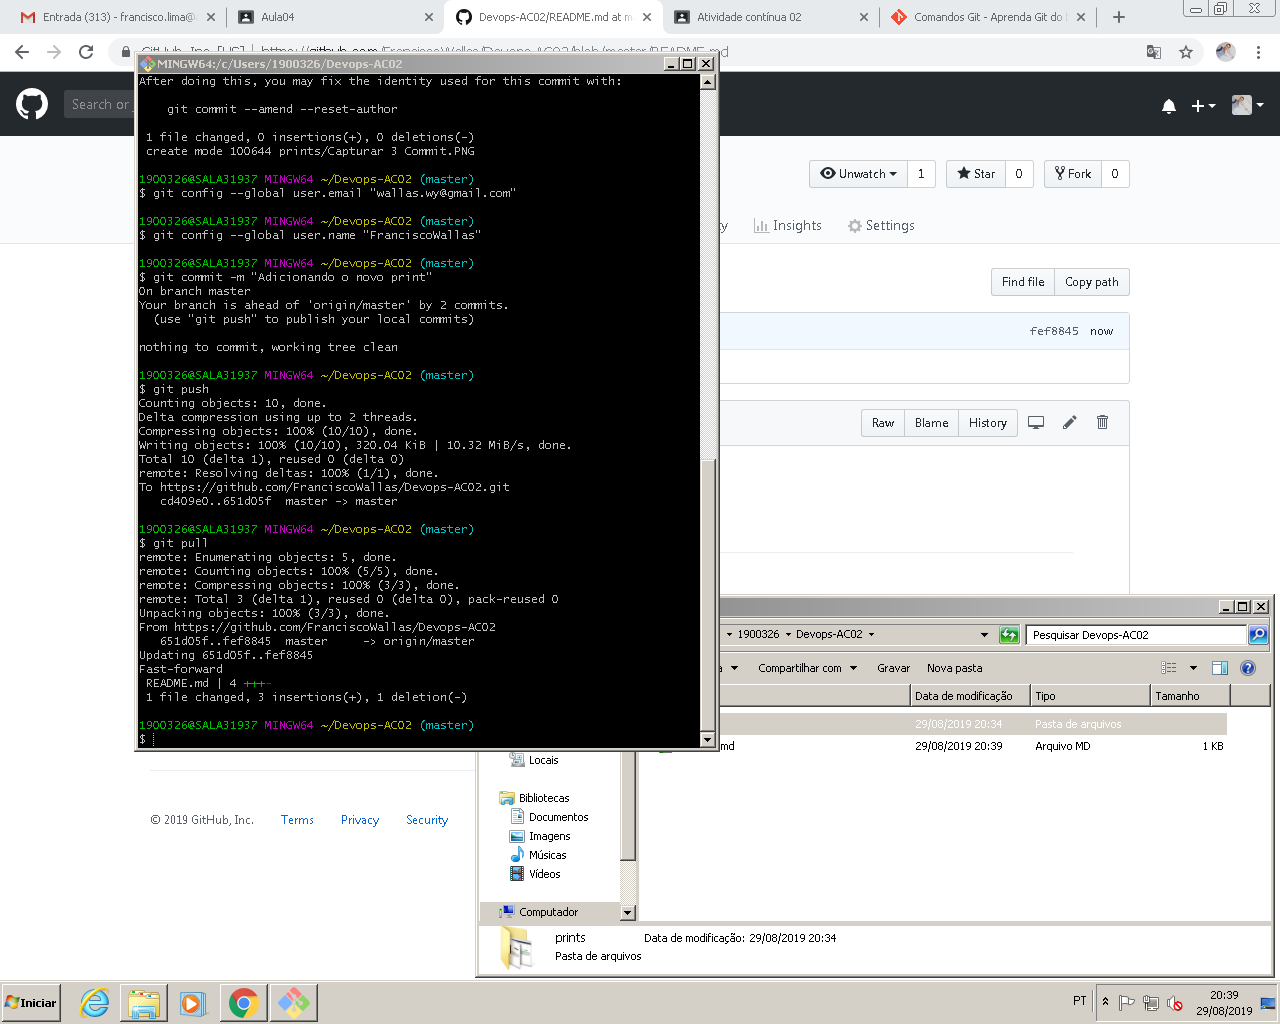 Entrada (313) - francisco.lima@
Aula04
Devops-AC02/README.md at m
Atividade contínua 02
Comandos Git - Aprenda Git do
MINGW64:/c/Users/1900326/Devops-AC02
After doing this, you may fix the identity used for this commit with:
git commit --amend --reset-author
1 file changed, 0 insertions(+), 0 deletions(-)
create mode 100644 prints/Capturar 3 Commit.PNG
1900326@SALA31937 MINGW64 ~/Devops-AC02 (master)
$ git config --global user.email "wallas.wy@gmail.com"
1900326@SALA31937 MINGW64 ~/Devops-AC02 (master)
$ git config --global user.name "FranciscoWallas"
1900326@SALA31937 MINGW64 ~/Devops-AC02 (master)
$ git commit -m "Adicionando o novo print"
On branch master
Your branch is ahead of 'origin/master' by 2 commits.
(use "git push" to publish your local commits)
nothing to commit, working tree clean
1900326@SALA31937 MINGW64 ~/Devops-AC02 (master)
$ git push
Counting objects: 10, done.
Delta compression using up to 2 threads.
Compressing objects: 100% (10/10), done.
Writing objects: 100% (10/10), 320.04 KiB | 10.32 MiB/s, done.
Total 10 (delta 1), reused 0 (delta 0)
remote: Resolving deltas: 100% (1/1), done.
To https://github.com/FranciscoWallas/Devops-AC02.git
cd409e0..651d05f  master -> master
1900326@SALA31937 MINGW64 ~/Devops-AC02 (master)
$ git pull
remote: Enumerating objects: 5, done.
remote: Counting objects: 100% (5/5), done.
remote: Compressing objects: 100% (3/3), done.
remote: Total 3 (delta 1), reused 0 (delta 0), pack-reused 0
Unpacking objects: 100% (3/3), done.
From https://github.com/FranciscoWallas/Devops-AC02
651d05f..fef8845  master     -> origin/master
Updating 651d05f..fef8845
Fast-forward
README.md | 4 +++-
1 file changed, 3 insertions(+), 1 deletion(-)
1900326@SALA31937 MINGW64 ~/Devops-AC02 (master)
$
Search or
Unwatch 1
Star 0
Fork 0
Insights
Settings
Find file
Copy path
fef8845 now
Raw
Blame
History
1900326 Devops-AC02
Pesquisar Devops-AC02
Compartilhar com
Gravar
Nova pasta
Data de modificação
Tipo
Tamanho
29/08/2019 20:34
Pasta de arquivos
md
29/08/2019 20:39
Arquivo MD
1 KB
Locais
Bibliotecas
Documentos
Imagens
Músicas
Vídeos
Computador
prints
Data de modificação: 29/08/2019 20:34
Pasta de arquivos
© 2019 GitHub, Inc.
Terms
Privacy
Security
Iniciar
PT
20:39
29/08/2019